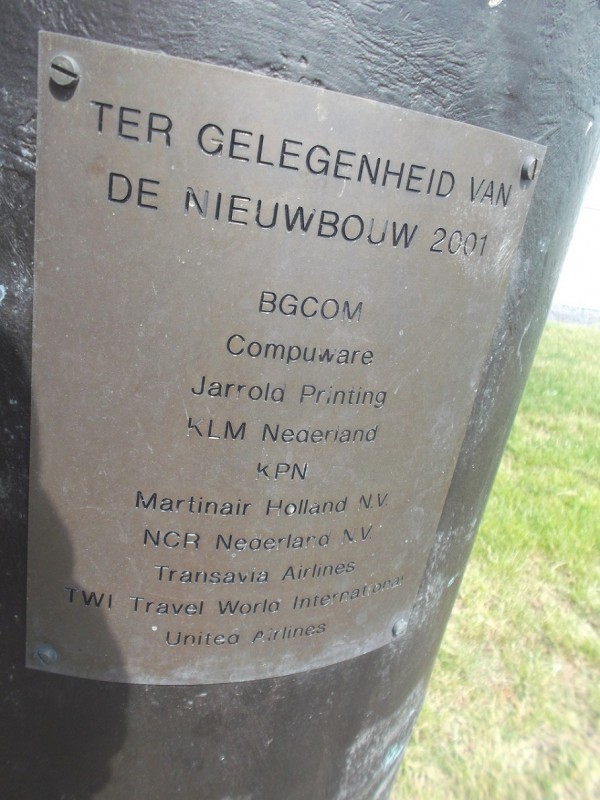 TER GELEGENHEID VAN
DE NIEUWBOUW 2001
BGCOM
Compuware
Jarrold Printing
KLM Nederland
KPN
Martinair Holland N.V.
NCR Nederland N.V.
Transavia Airlines
TWI Travel World International
United Airlines